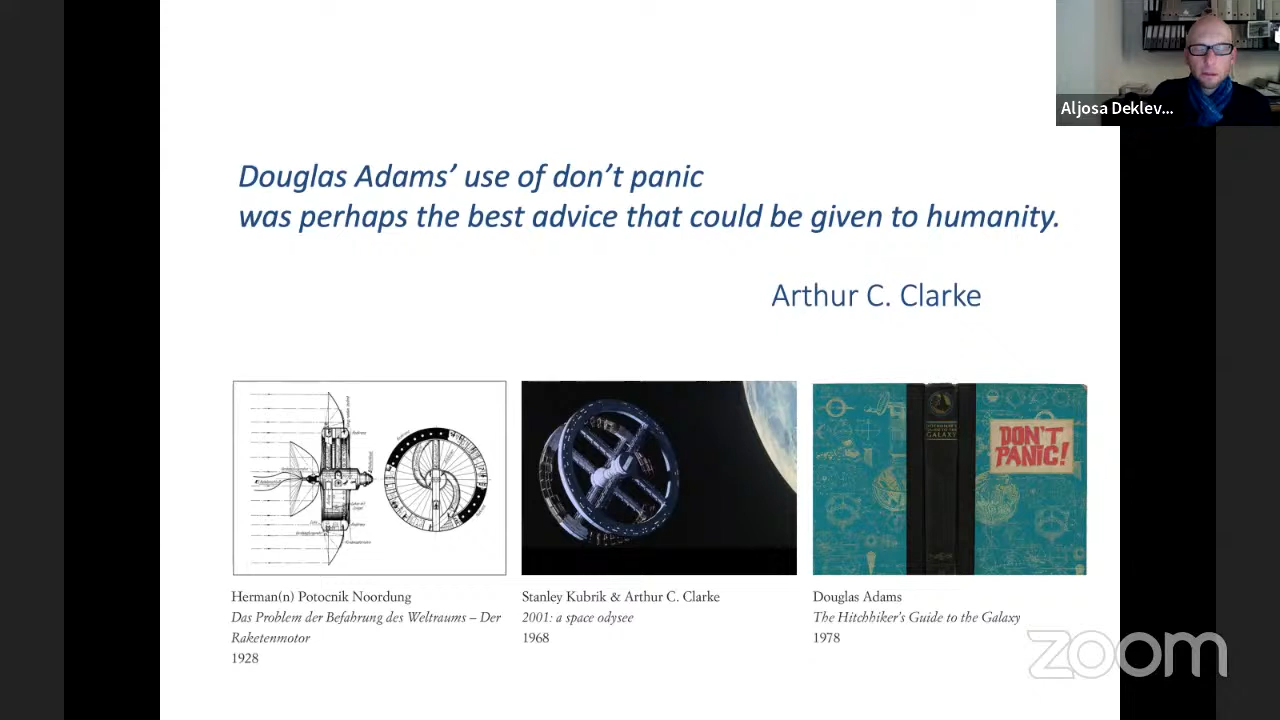 Aljosa Deklev...
Douglas Adams’ use of don’t panic
was perhaps the best advice that could be given to humanity.
Arthur C. Clarke
GALAXY
DON'T
PANIC!
Herman(n) Potocnik Noordung
Das Problem der Befahrung des Weltraums – Der
Raketenmotor
1928
Stanley Kubrik & Arthur C. Clarke
2001: a space odysee
1968
Douglas Adams
The Hitchhiker's Guide to the Galaxy
1978
zoom